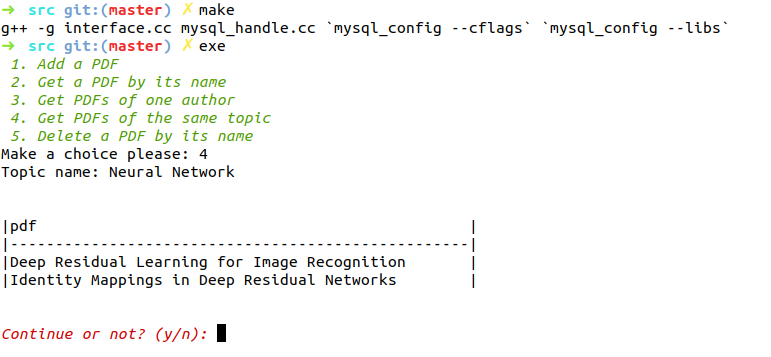 ➜ src git:(master) ✗ make
g++ -g interface.cc mysql_handle.cc `mysql_config --cflags` `mysql_config --libs`
➜ src git:(master) ✗ exe
1. Add a PDF
2. Get a PDF by its name
3. Get PDFs of one author
4. Get PDFs of the same topic
5. Delete a PDF by its name
Make a choice please: 4
Topic name: Neural Network
|pdf |
|---------------------------------------------------|
|Deep Residual Learning for Image Recognition |
|Identity Mappings in Deep Residual Networks |
Continue or not? (y/n):